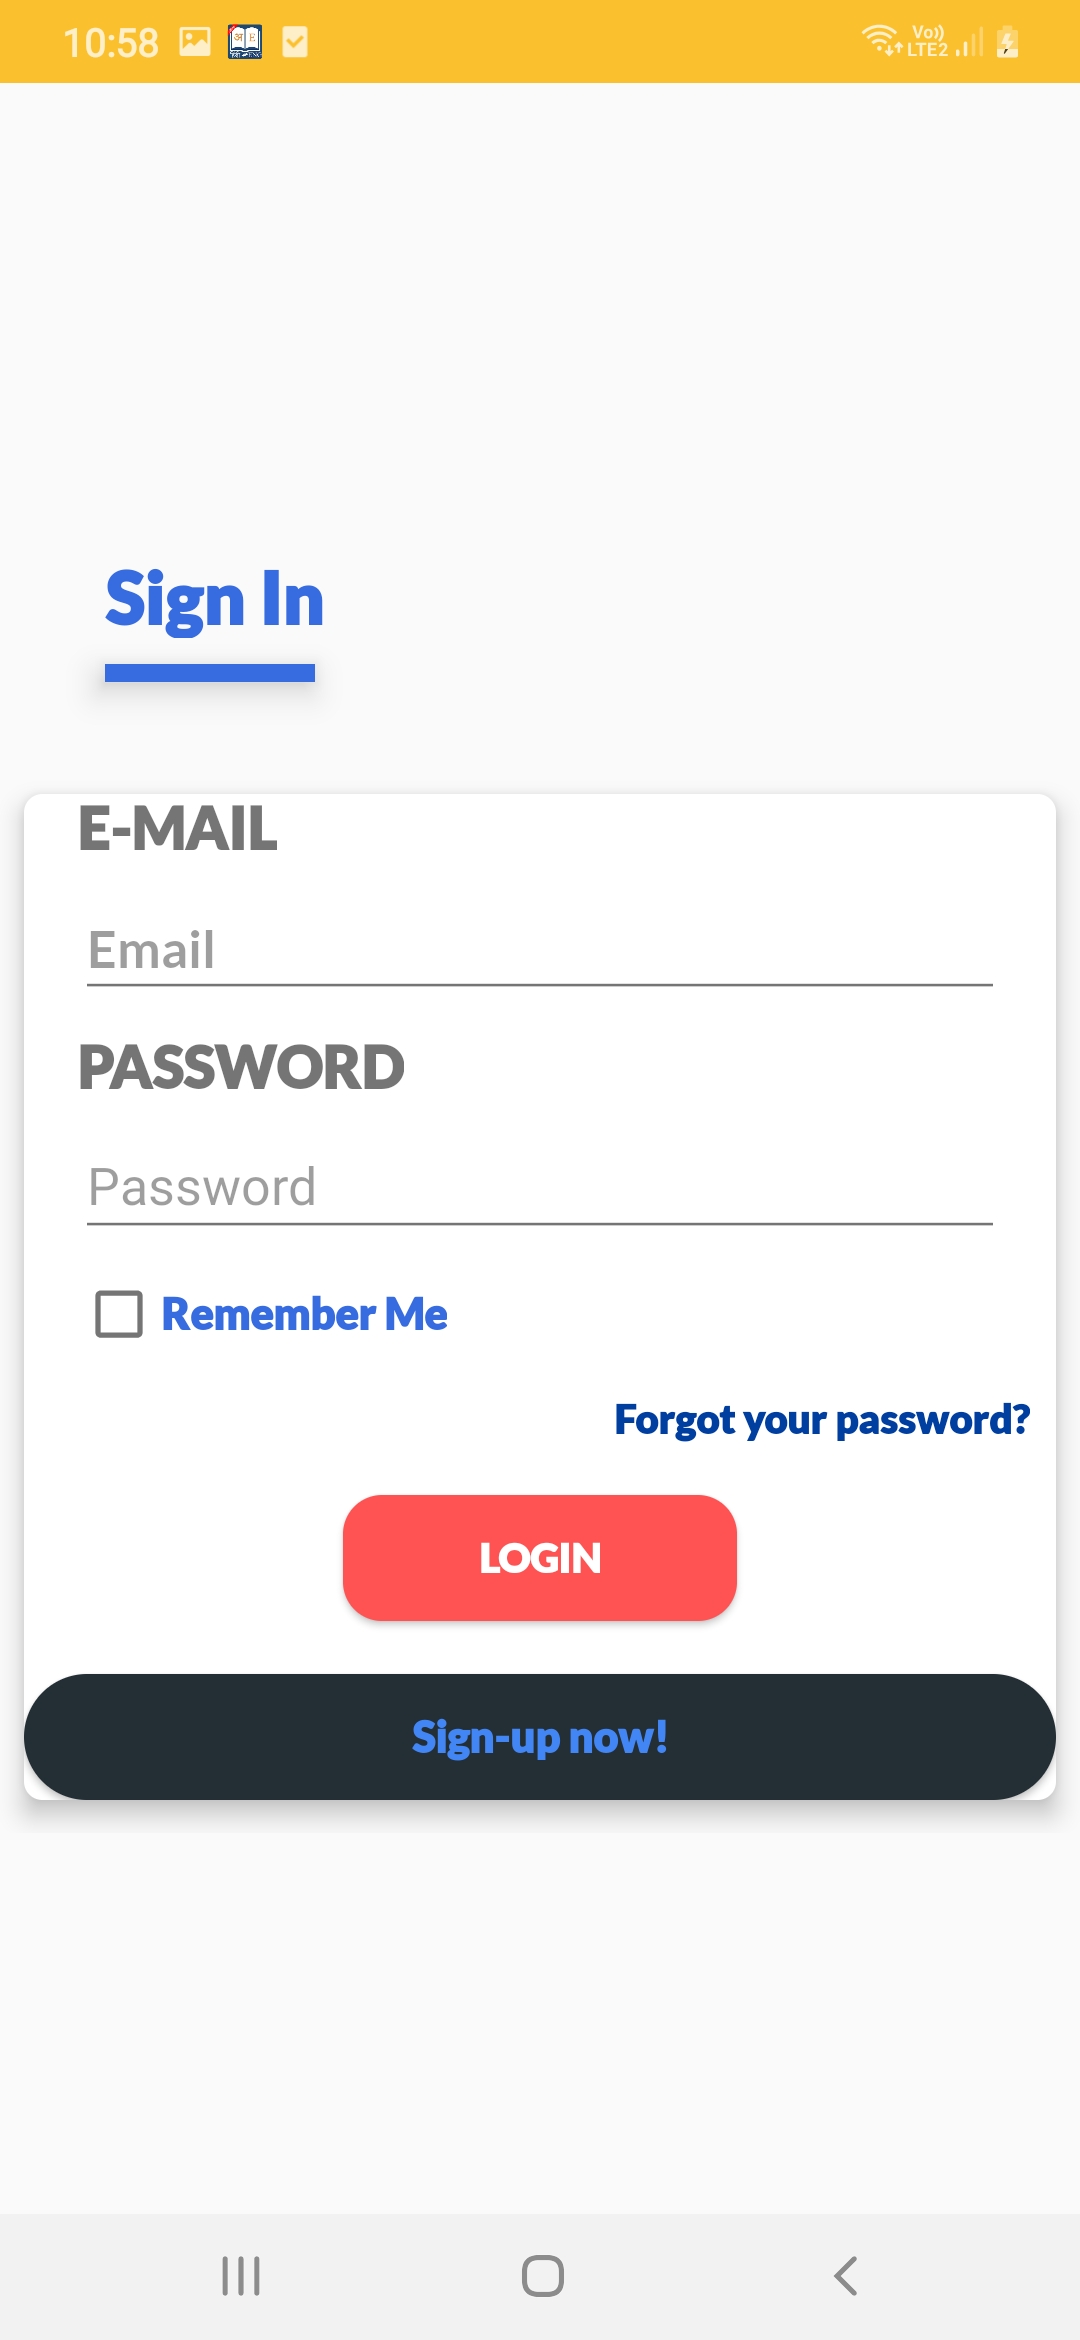 10:58
Vo))
LTE2
Sign In
E-MAIL
Email
PASSWORD
Password
Remember Me
Forgot your password?
LOGIN
Sign-up now!